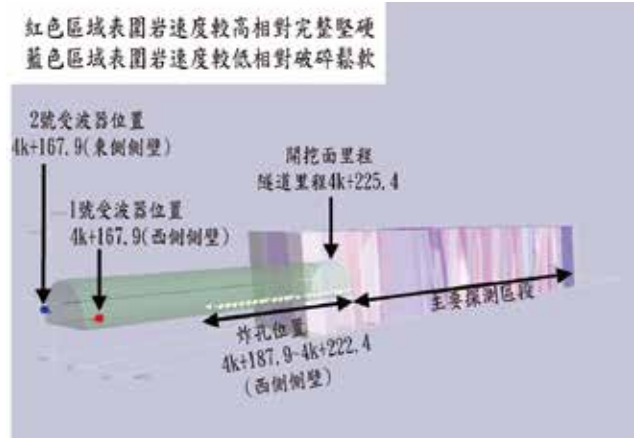 紅色區域表圍岩速度較高相對完整堅硬
藍色區域表圍岩速度較低相對破碎鬆軟
2號受波器位置
4k+167.9(東側側壁)
1號受波器位置
4k+167.9(西側側壁)
開挖面里程
隧道里程4k+225.4
主要探測區段
炸孔位置
4k+187.9~4k+222.4
(西側側壁)